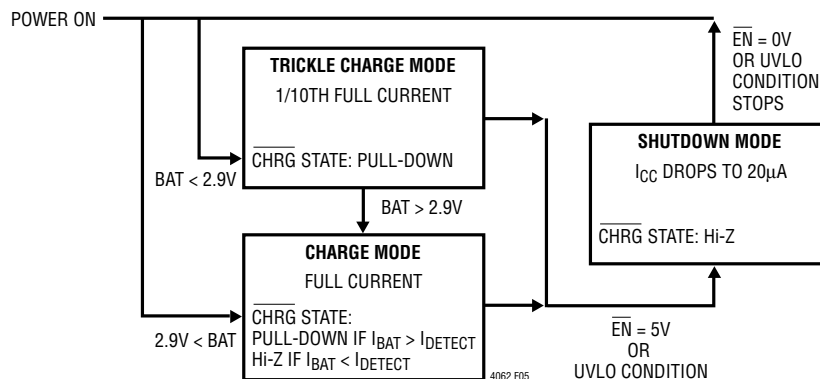 POWER ON
TRICKLE CHARGE MODE
1/10TH FULL CURRENT
CHRG STATE: PULL-DOWN
BAT < 2.9V
BAT > 2.9V
CHARGE MODE
FULL CURRENT
CHRG STATE:
PULL-DOWN IF IBAT > IDETECT
Hi-Z IF IBAT < IDETECT
2.9V < BAT
4062 F05
EN = 0V
OR UVLO
CONDITION
STOPS
SHUTDOWN MODE
ICC DROPS TO 20µA
CHRG STATE: Hi-Z
EN = 5V
OR
UVLO CONDITION